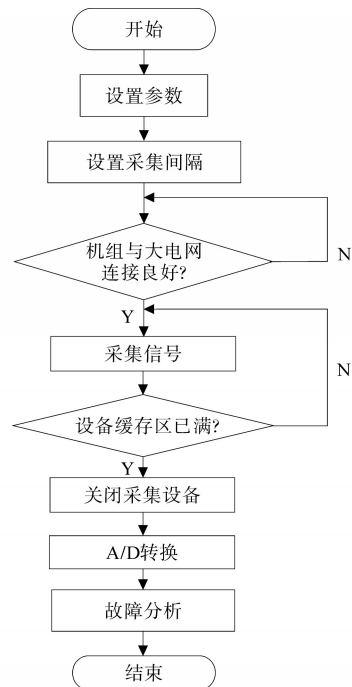 开始
设置参数
设置采集间隔
机组与大电网
连接良好?
N
Y
采集信号
N
设备缓存区已满?
Y
关闭采集设备
A/D转换
故障分析
结束